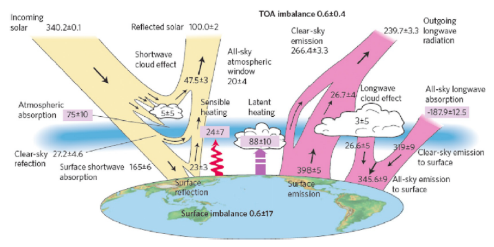 TOA imbalance 0.6±0.4
Incoming
solar
340.2±0.1
Reflected solar 100.0±2
Outgoing
longwave
radiation
239.7±3.3
Clear-sky
emission
266.4±3.3
Shortwave
cloud effect
47.5±3
All-sky
atmospheric
window
20±4
Atmospheric
absorption
75±10
5±5
Sensible
heating
24±7
Latent
heating
88±10
26.7±4
Longwave
cloud effect
3±5
All-sky longwave
absorption
-187.9±12.5
Clear-sky
refection
27.2±4.6
Surface shortwave
absorption
165±6
23±3
Surface
reflection
398±5
Surface
emission
26.6±5
319±9
Clear-sky emission
to surface
345.6±9
All-sky emission
to surface
Surface imbalance 0.6±17